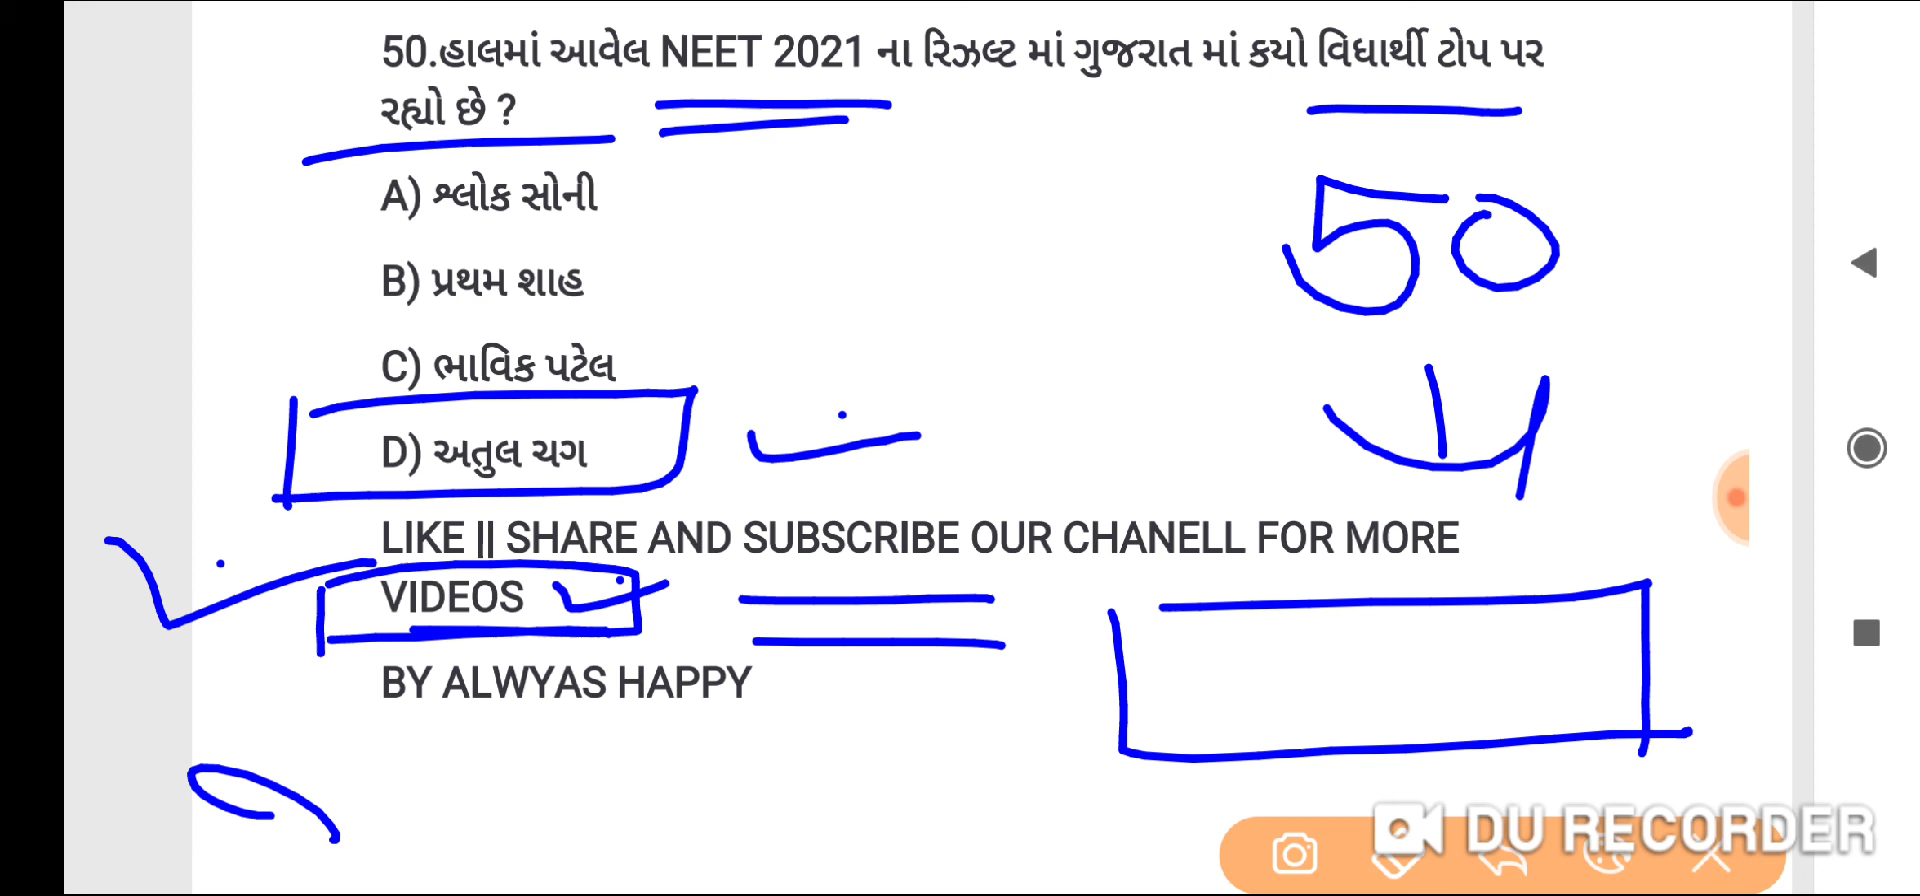 50.હાલમાં આવેલ NEET 2021 ના રિઝલ્ટ માં ગુજરાત માં કયો વિદ્યાર્થી ટોપ પર
રહ્યો છે ?
A) શ્લોક સોની
50
B) પ્રથમ શાહ
C) ભાવિક પટેલ
D) અતુલ ચગ
LIKE || SHARE AND SUBSCRIBE OUR CHANELL FOR MORE
VIDEOS
BY ALWYAS HAPPY
DU RECORDER